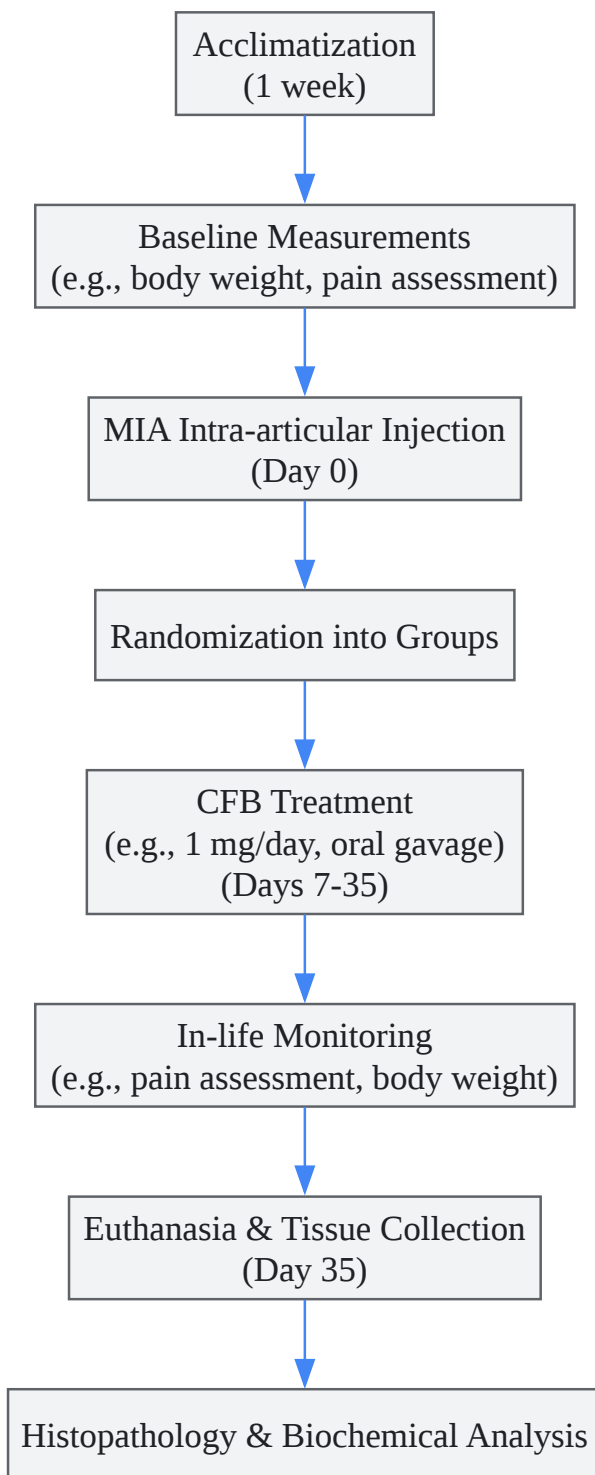 Acclimatization
(1 week)
Baseline Measurements
(e.g., body weight, pain assessment)
MIA Intra-articular Injection
(Day 0)
Randomization into Groups
CFB Treatment
(e.g., 1 mg/day, oral gavage)
(Days 7-35)
In-life Monitoring
(e.g., pain assessment, body weight)
Euthanasia & Tissue Collection
(Day 35)
Histopathology & Biochemical Analysis